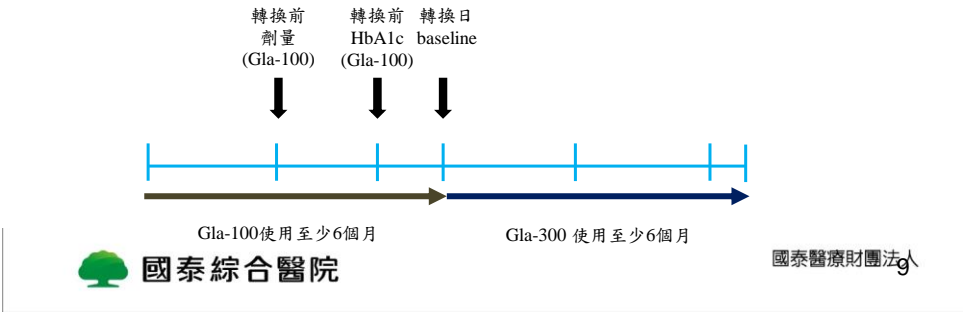 轉換前
劑量
(Gla-100)
轉換前
HbA1c
(Gla-100)
轉換日
baseline
Gla-100使用至少6個月
Gla-300 使用至少6個月
國泰綜合醫院
國泰醫療財團法人
9